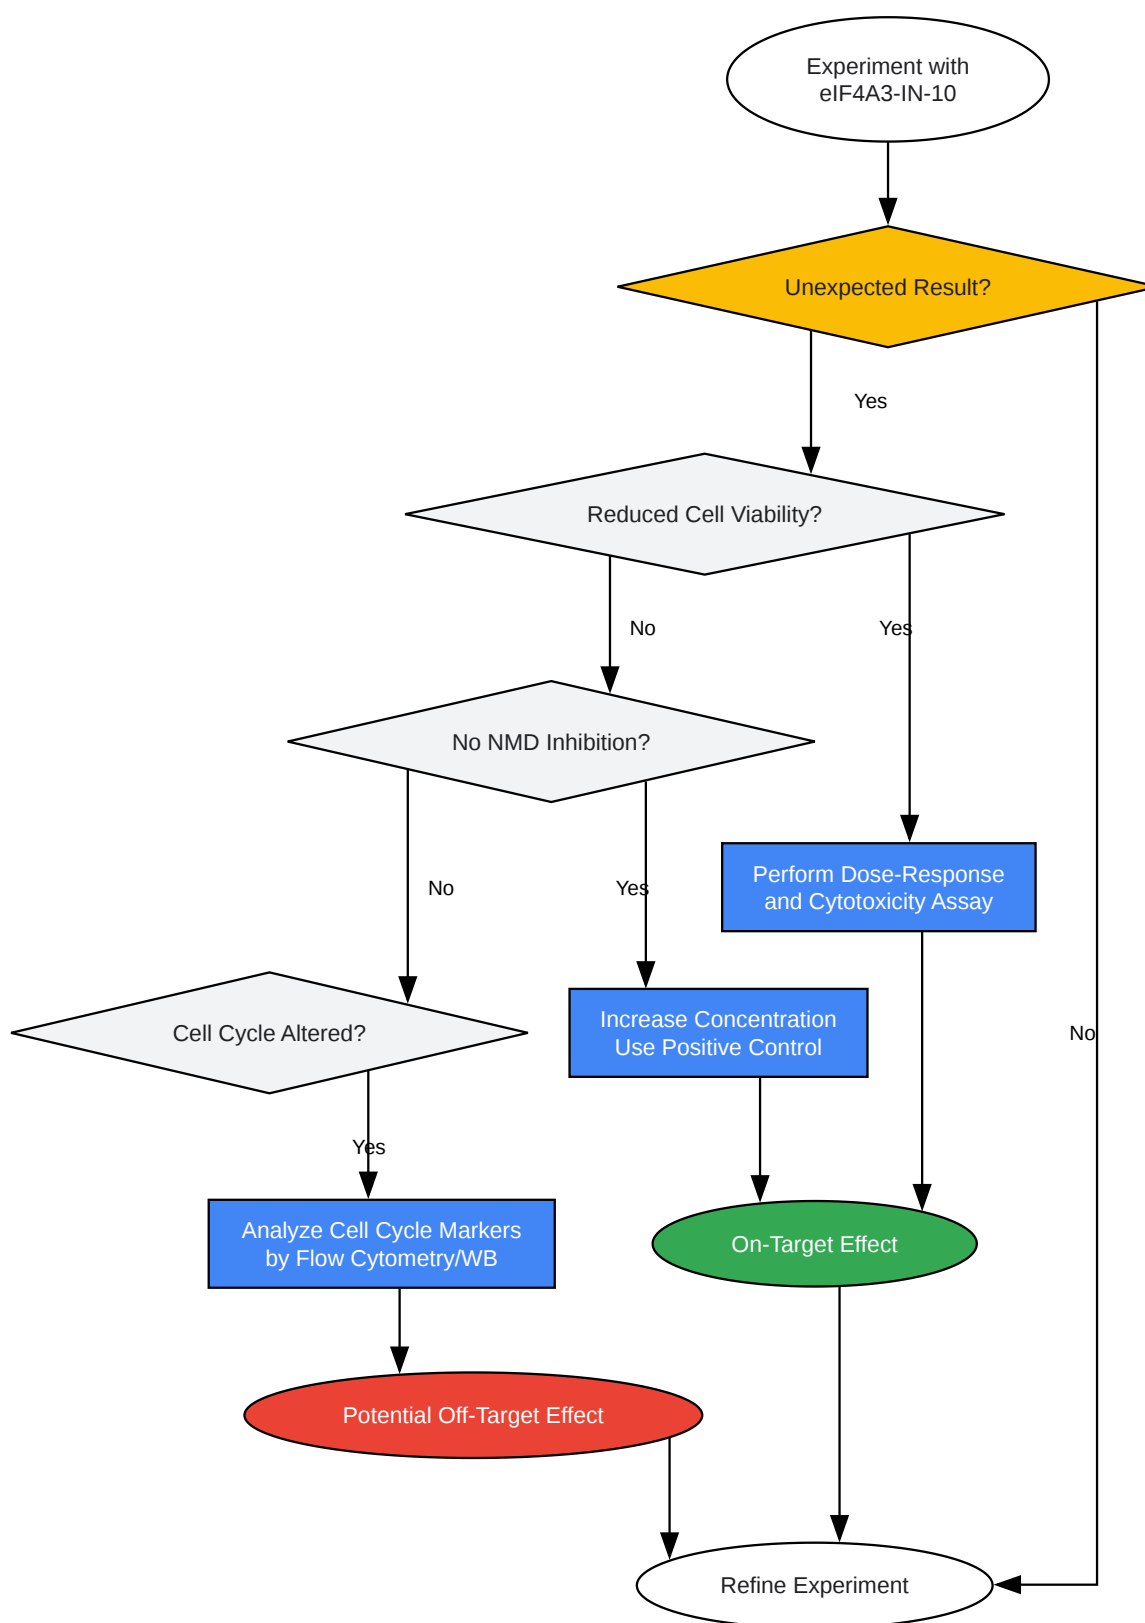 Experiment with
eIF4A3-IN-10
Unexpected Result?
Yes
Reduced Cell Viability?
No
Yes
No NMD Inhibition?
Perform Dose-Response
and Cytotoxicity Assay
No
Yes
Increase Concentration
Use Positive Control
Cell Cycle Altered?
No
Yes
Analyze Cell Cycle Markers
by Flow Cytometry/WB
On-Target Effect
Potential Off-Target Effect
Refine Experiment